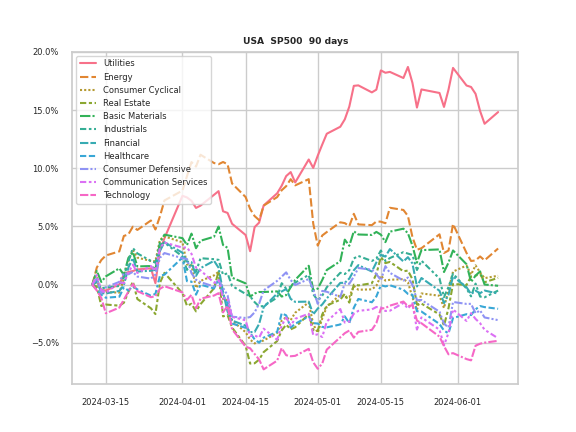 USA SP500 90 days
20.0%
15.0%
10.0%
5.0%
0.0%
−5.0%
Utilities
Energy
Consumer Cyclical
Real Estate
Basic Materials
Industrials
Financial
Healthcare
Consumer Defensive
Communication Services
Technology
2024-03-15
2024-04-01
2024-04-15
2024-05-01
2024-05-15
2024-06-01